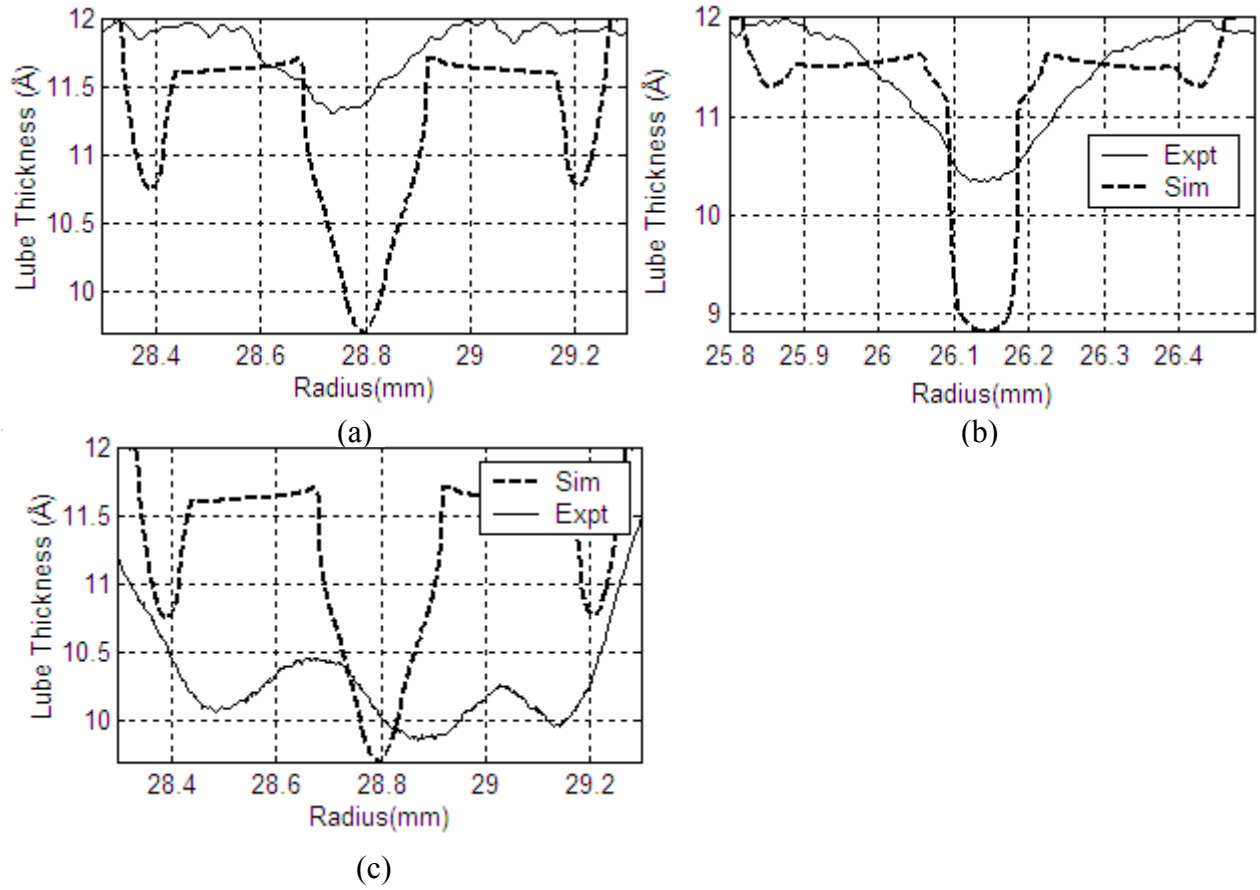 12
11.5
11
10.5
10
Lube Thickness (Å)
28.4 28.6 28.8 29 29.2
Radius(mm)
(a)
12
11
10
9
Lube Thickness (Å)
Expt
Sim
25.8 25.9 26 26.1 26.2 26.3 26.4
Radius(mm)
(b)
12
11.5
11
10.5
10
Lube Thickness (Å)
Sim
Expt
28.4 28.6 28.8 29 29.2
Radius(mm)
(c)